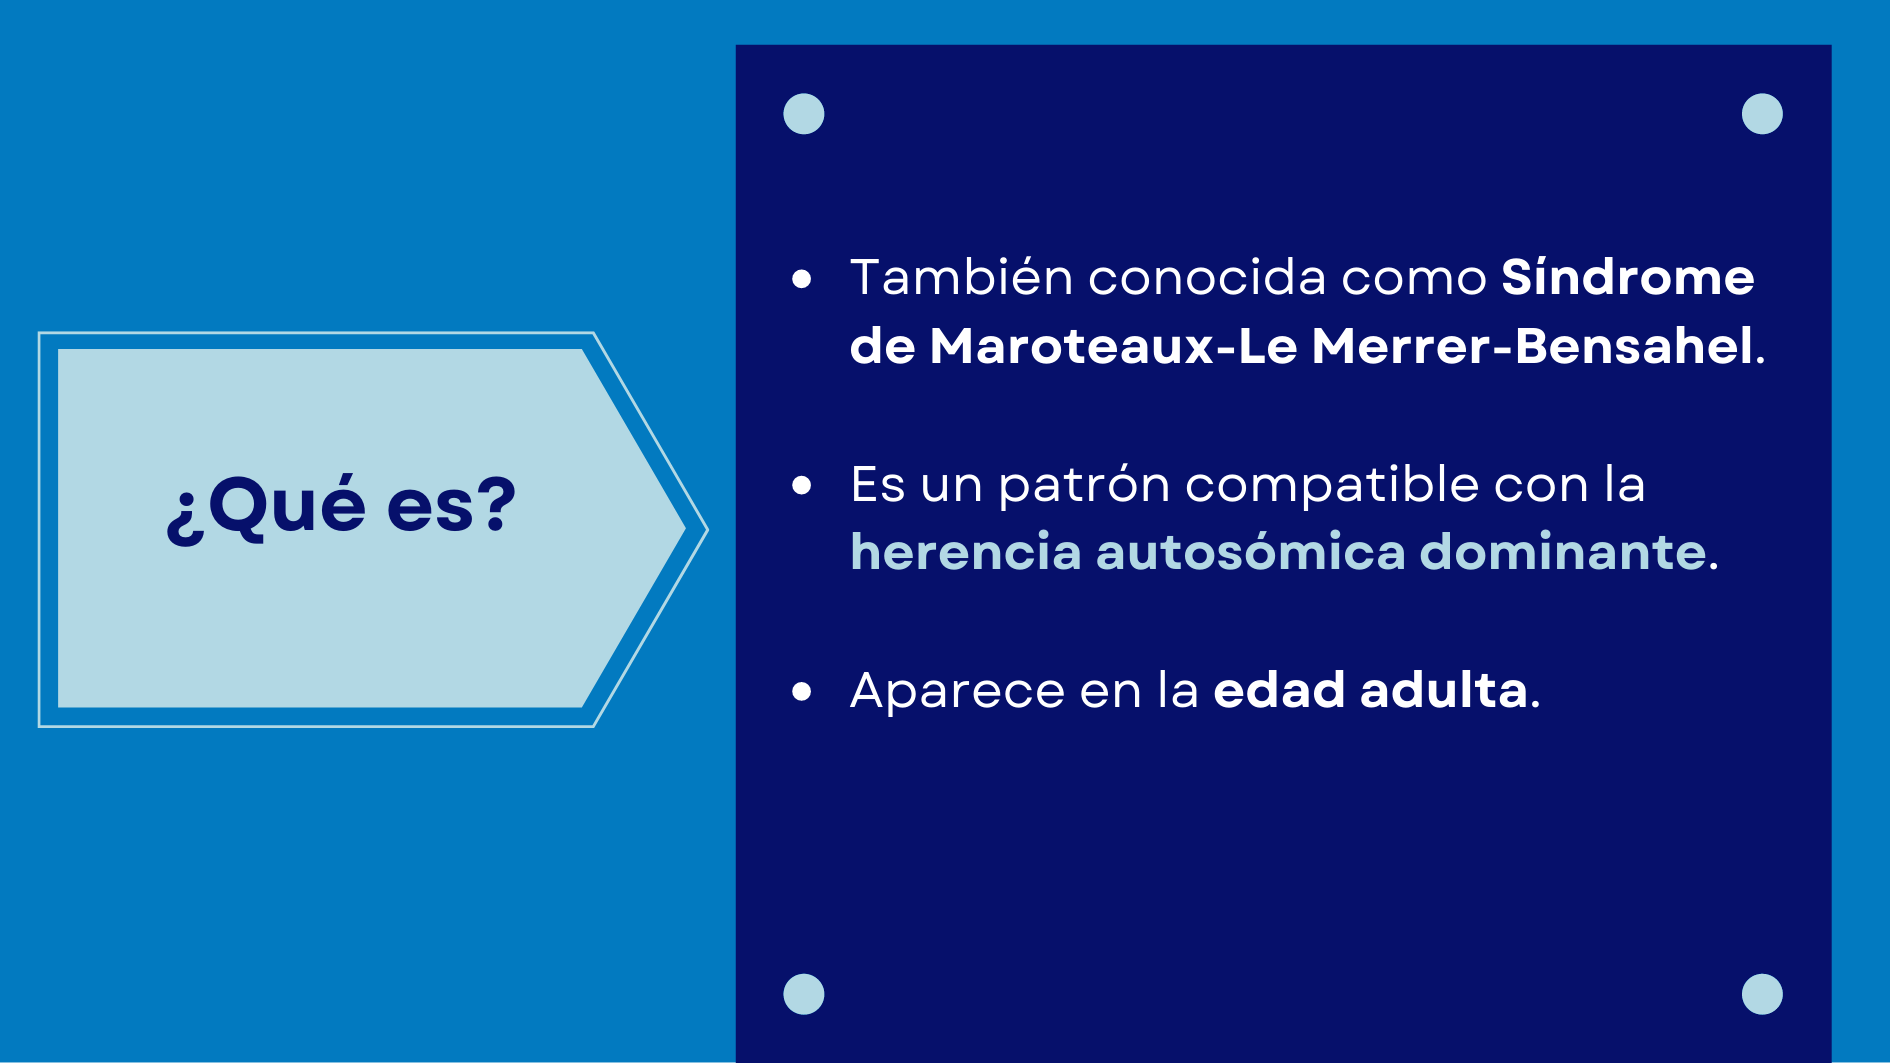 ¿Qué es?
• También conocida como Síndrome
de Maroteaux-Le Merrer-Bensahel.
• Es un patrón compatible con la
herencia autosómica dominante.
• Aparece en la edad adulta.